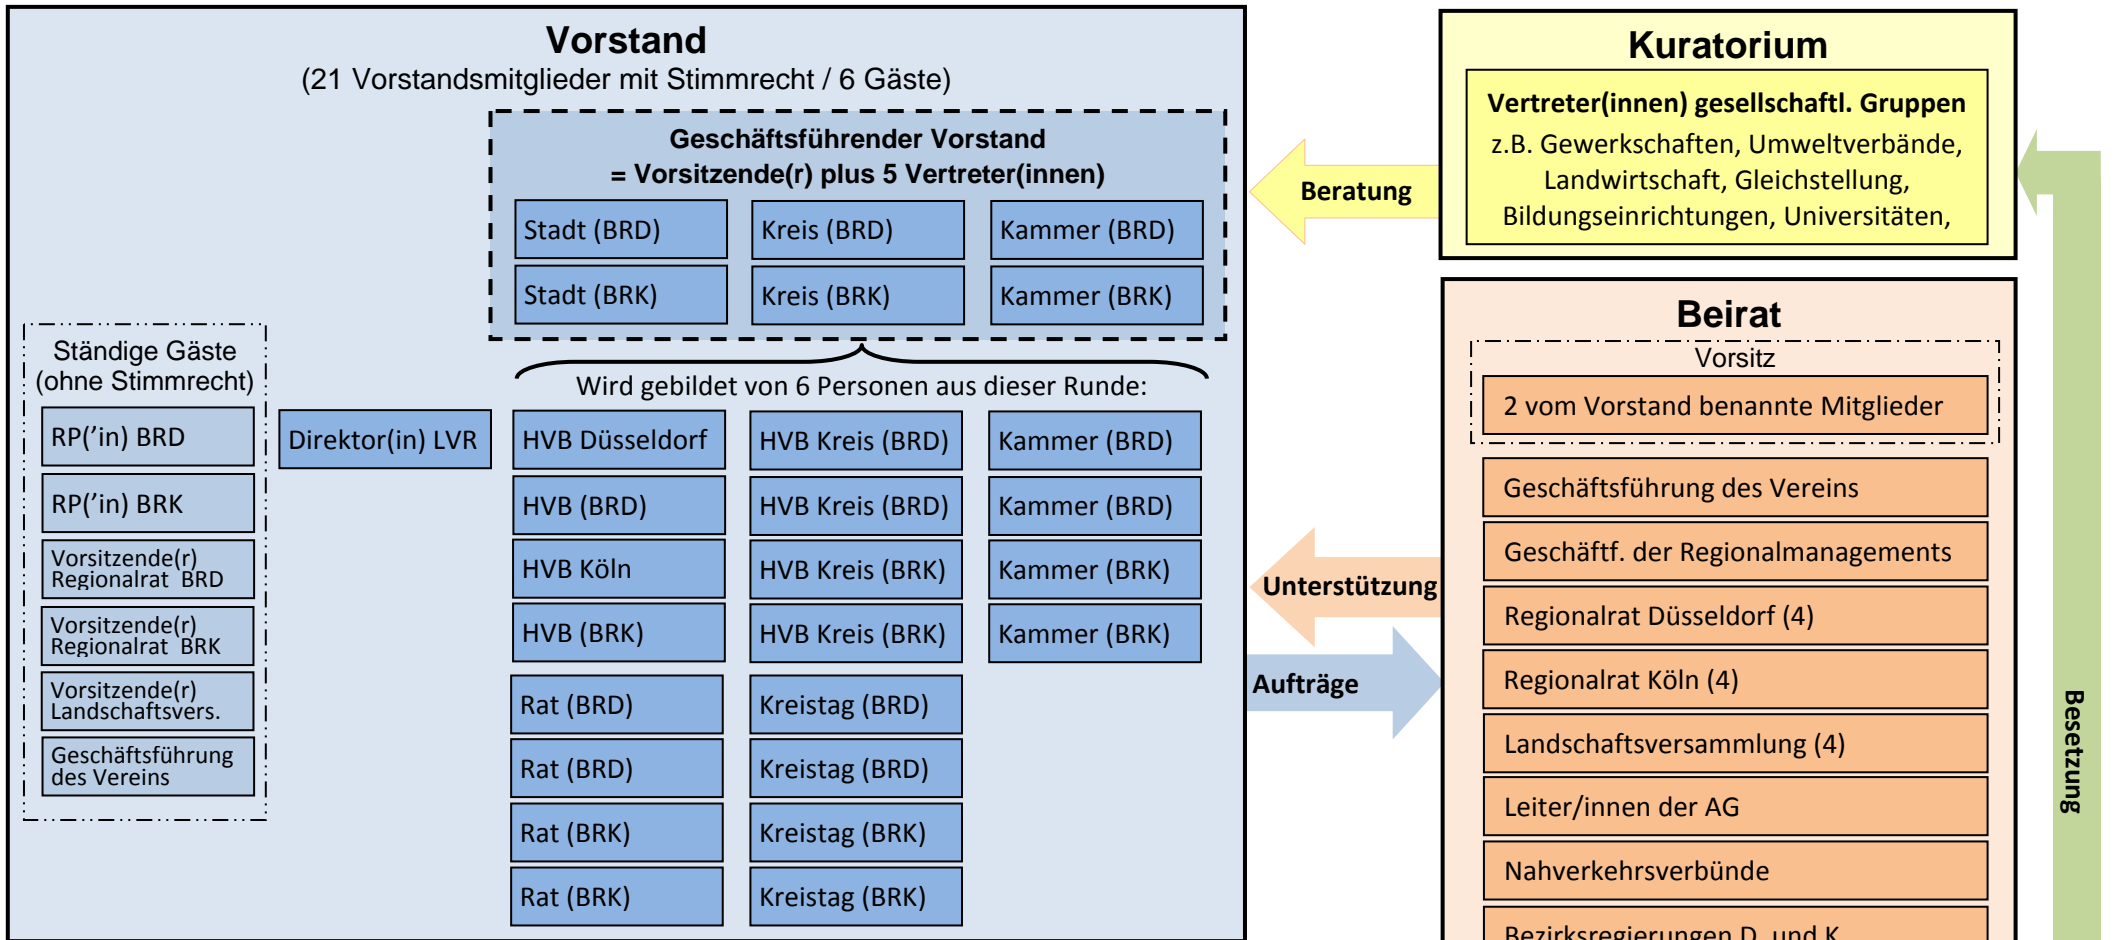 Vorstand
(21 Vorstandsmitglieder mit Stimmrecht / 6 Gäste)
Geschäftsführender Vorstand
= Vorsitzende(r) plus 5 Vertreter(innen)
Stadt (BRD)
Kreis (BRD)
Kammer (BRD)
Stadt (BRK)
Kreis (BRK)
Kammer (BRK)
Wird gebildet von 6 Personen aus dieser Runde:
Ständige Gäste
(ohne Stimmrecht)
RP('in) BRD
RP('in) BRK
Vorsitzende(r)
Regionalrat BRD
Vorsitzende(r)
Regionalrat BRK
Vorsitzende(r)
Landschaftsvers.
Geschäftsführung
des Vereins
Direktor(in) LVR
HVB Düsseldorf
HVB Kreis (BRD)
Kammer (BRD)
HVB (BRD)
HVB Kreis (BRD)
Kammer (BRD)
HVB Köln
HVB Kreis (BRK)
Kammer (BRK)
HVB (BRK)
HVB Kreis (BRK)
Kammer (BRK)
Rat (BRD)
Kreistag (BRD)
Rat (BRD)
Kreistag (BRD)
Rat (BRK)
Kreistag (BRK)
Rat (BRK)
Kreistag (BRK)
Beratung
Unterstützung
Aufträge
Kuratorium
Vertreter(innen) gesellschaftl. Gruppen
z.B. Gewerkschaften, Umweltverbände,
Landwirtschaft, Gleichstellung,
Bildungseinrichtungen, Universitäten,
Beirat
Vorsitz
2 vom Vorstand benannte Mitglieder
Geschäftsführung des Vereins
Geschäftf. der Regionalmanagements
Regionalrat Düsseldorf (4)
Regionalrat Köln (4)
Landschaftsversammlung (4)
Leiter/innen der AG
Nahverkehrsverbünde
Bezirksregierungen D. und K.
Besetzung